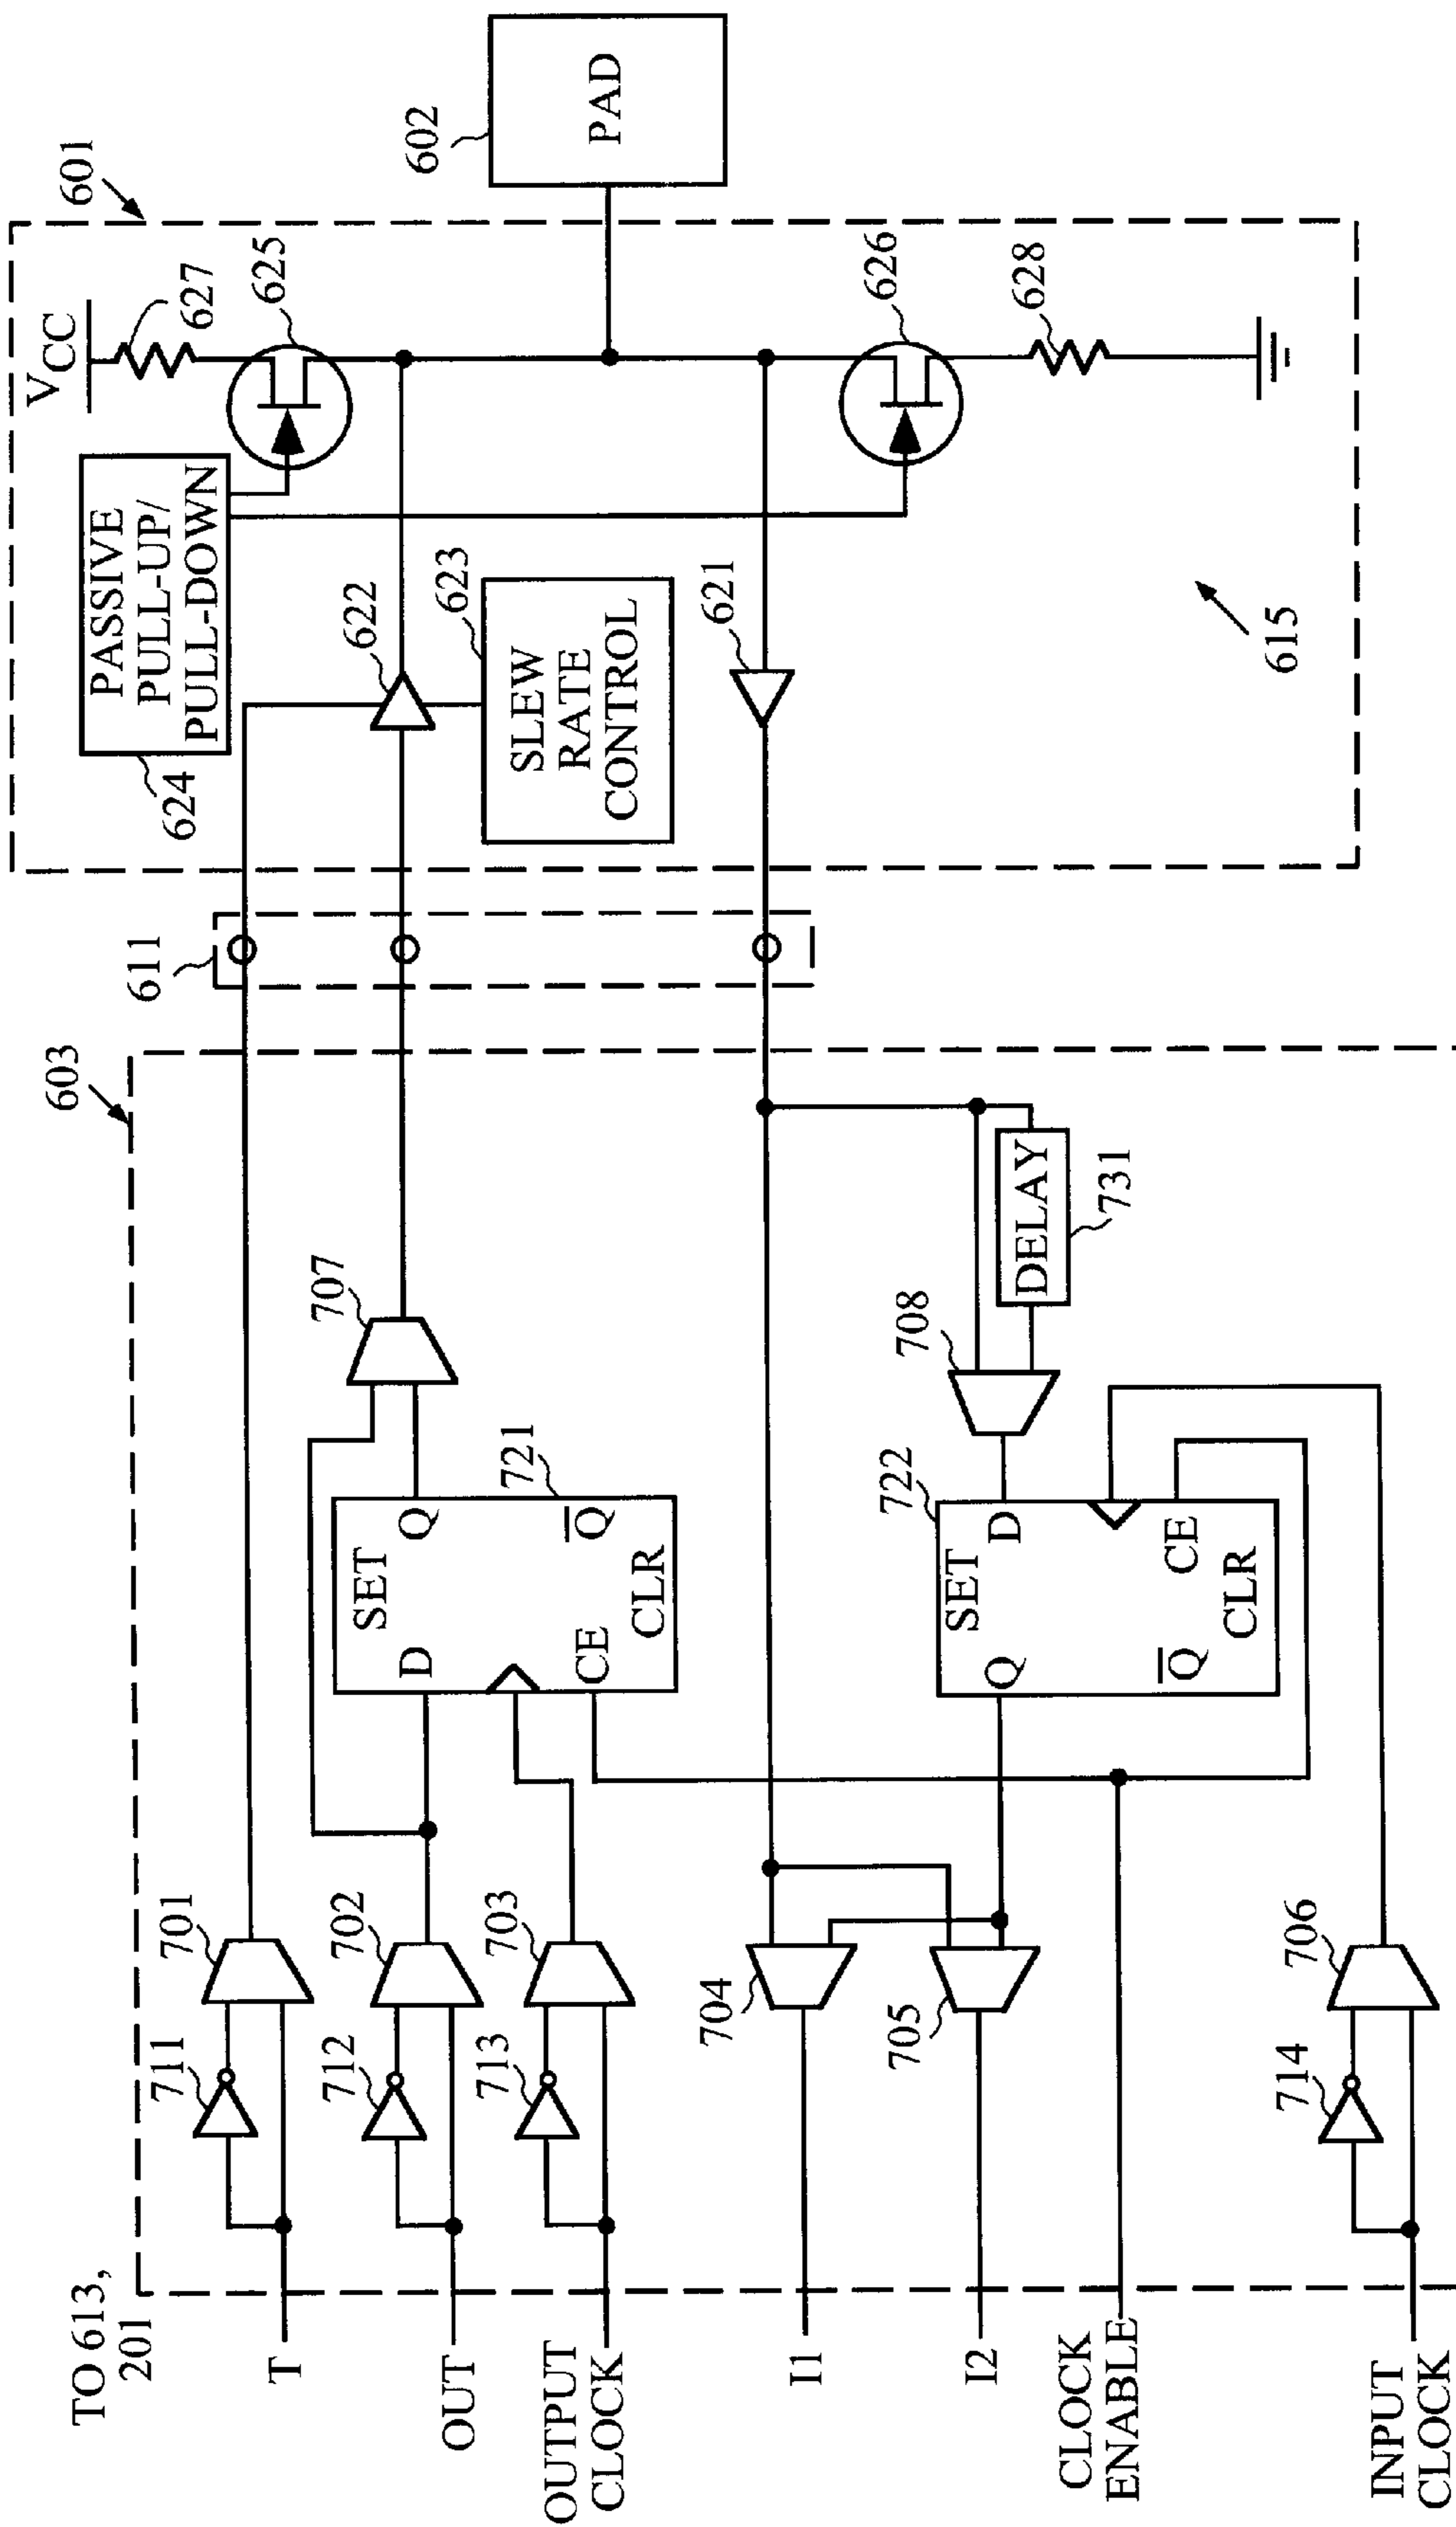 TO 613,
201
T
OUT
OUTPUT
CLOCK
I1
I2
CLOCK
ENABLE
INPUT
CLOCK
711
712
713
714
701
702
703
704
705
706
SET
D
Q
CE
Q
CLR
721
SET
Q
D
CE
Q
CLR
722
707
708
DELAY
731
603
611
PASSIVE
PULL-UP/
PULL-DOWN
624
622
SLEW
RATE
CONTROL
623
621
615
VCC
627
625
626
628
601
602
PAD